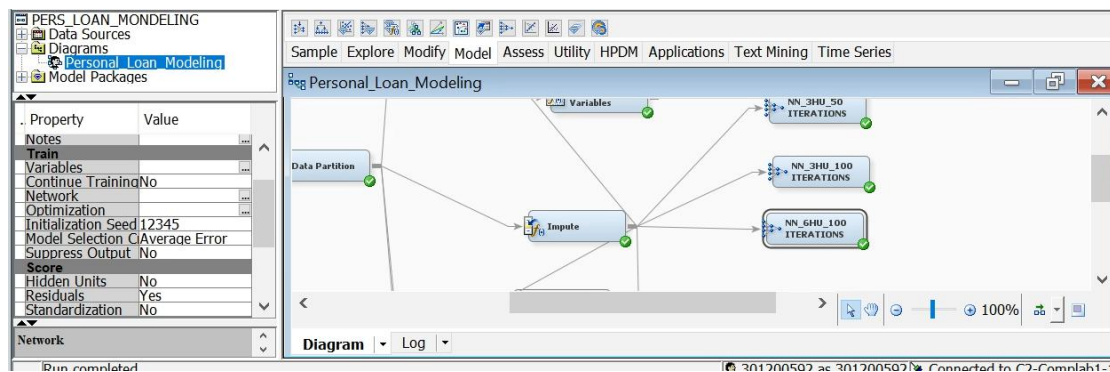 PERS_LOAN_MONDELING
Data Sources
Diagrams
Personal_Loan_Modeling
Model Packages
. Property Value
Notes
Train
Variables
Continue Training No
Network
Optimization
Initialization Seed 12345
Model Selection C Average Error
Suppress Output No
Score
Hidden Units No
Residuals Yes
Standardization No
Network
Run completed
Sample Explore Modify Model Assess Utility HPDM Applications Text Mining Time Series
Personal_Loan_Modeling
Variables
NN_3HU_50
ITERATIONS
Data Partition
NN_3HU_100
ITERATIONS
Impute
NN_6HU_100
ITERATIONS
100%
Diagram Log
301200592 as 301200592 Connected to C2-Complab1-